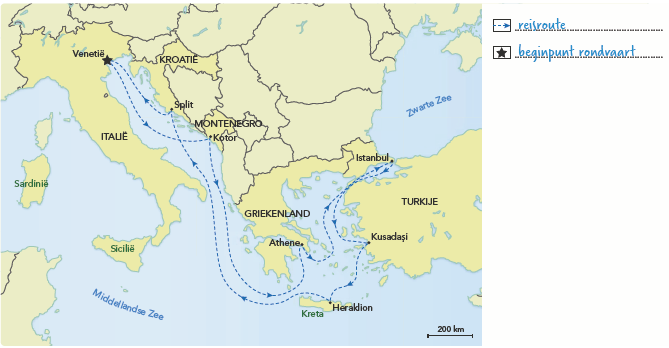 Venetië
KROATIË
Split
MONTENEGRO
Kotor
ITALIË
Sardinië
Sicilië
Middellandse Zee
GRIEKENLAND
Athene
Kreta
Heraklion
Istanbul
TURKIJE
Kusadaşi
Zwarte Zee
200 km
reisroute
beginpunt rondvaart